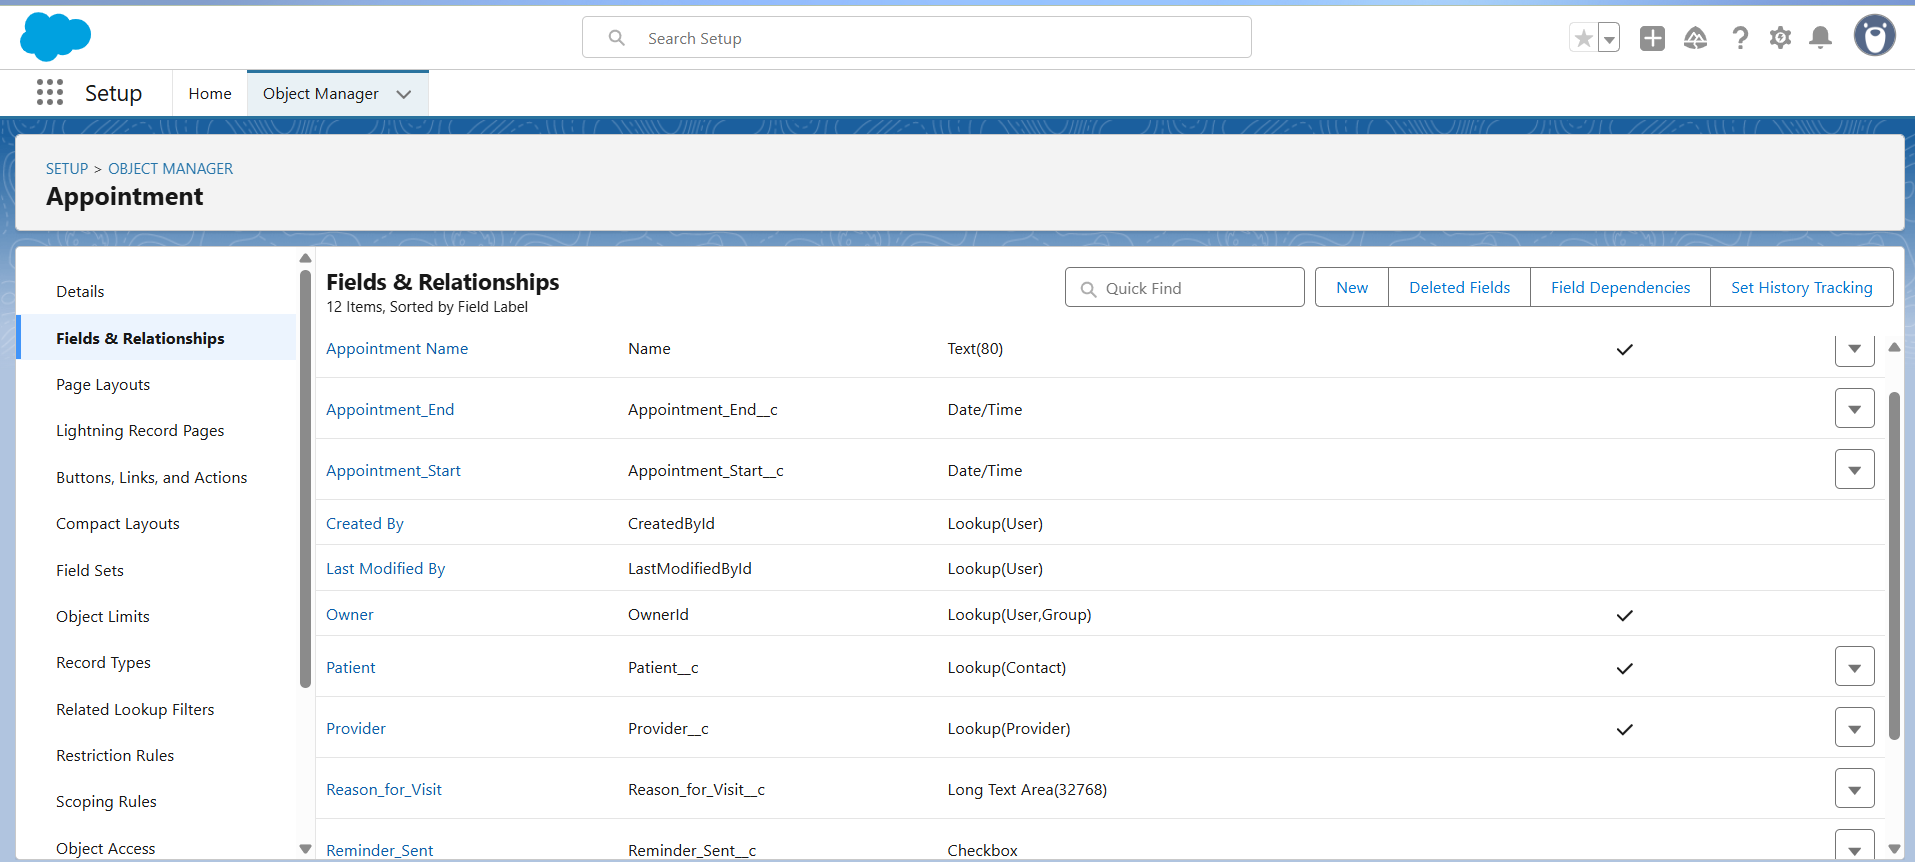 Search Setup
Setup
Home
Object Manager
SETUP > OBJECT MANAGER
Appointment
Details
Fields & Relationships
Page Layouts
Lightning Record Pages
Buttons, Links, and Actions
Compact Layouts
Field Sets
Object Limits
Record Types
Related Lookup Filters
Restriction Rules
Scoping Rules
Object Access
Fields & Relationships
12 Items, Sorted by Field Label
Quick Find
New
Deleted Fields
Field Dependencies
Set History Tracking
Appointment Name Name Text(80)
Appointment_End Appointment_End__c Date/Time
Appointment_Start Appointment_Start__c Date/Time
Created By CreatedById Lookup(User)
Last Modified By LastModifiedById Lookup(User)
Owner OwnerId Lookup(User,Group)
Patient Patient__c Lookup(Contact)
Provider Provider__c Lookup(Provider)
Reason_for_Visit Reason_for_Visit__c Long Text Area(32768)
Reminder_Sent Reminder_Sent__c Checkbox